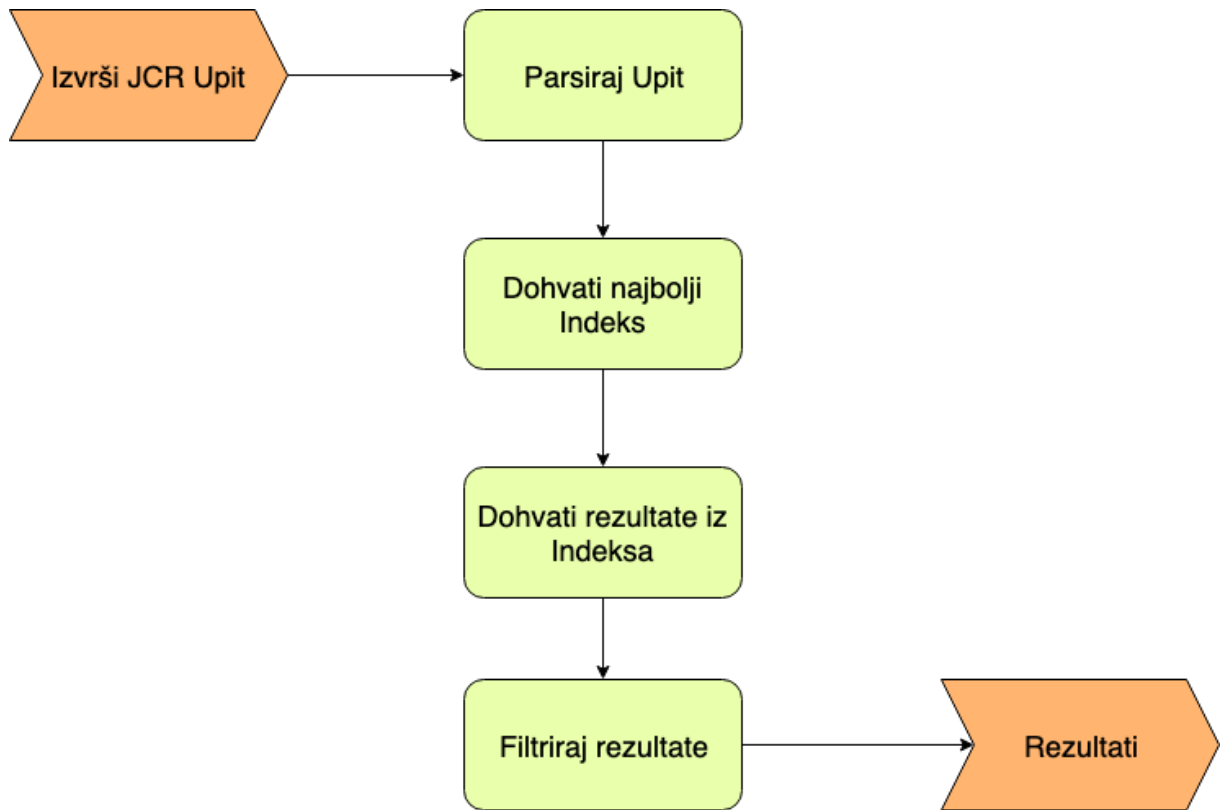 Izvrši JCR Upit
Parsiraj Upit
Dohvati najbolji
Indeks
Dohvati rezultate iz
Indeksa
Filtriraj rezultate
Rezultati